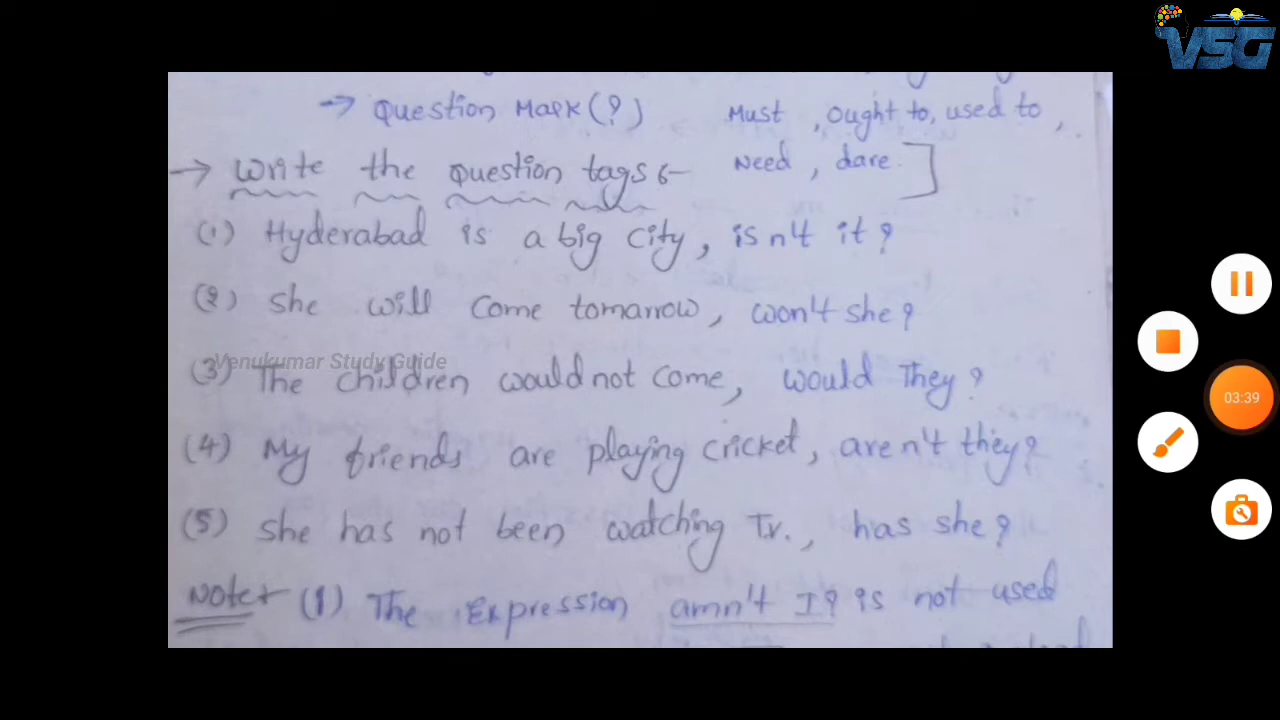 VSG
→ Question Mark (?) Must, ought to, used to,
→ Write the Question tags :- Need, dare ]
(1) Hyderabad is a big city, isn't it?
(2) She will come tomorrow, won't she?
Venukumar Study Guide
(3) The children would not come, would They?
(4) My friends are playing cricket, aren't they?
(5) She has not been watching Tv., has she?
Note:- (1) The Expression amn't I? is not used
03:39